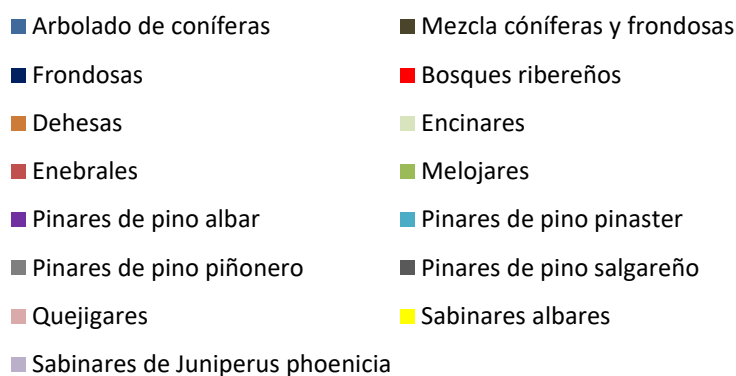 Arbolado de coníferas Mezcla cóníferas y frondosas
Frondosas Bosques ribereños
Dehesas Encinares
Enebrales Melojares
Pinares de pino albar Pinares de pino pinaster
Pinares de pino piñonero Pinares de pino salgareño
Quejigares Sabinares albares
Sabinares de Juniperus phoenicia